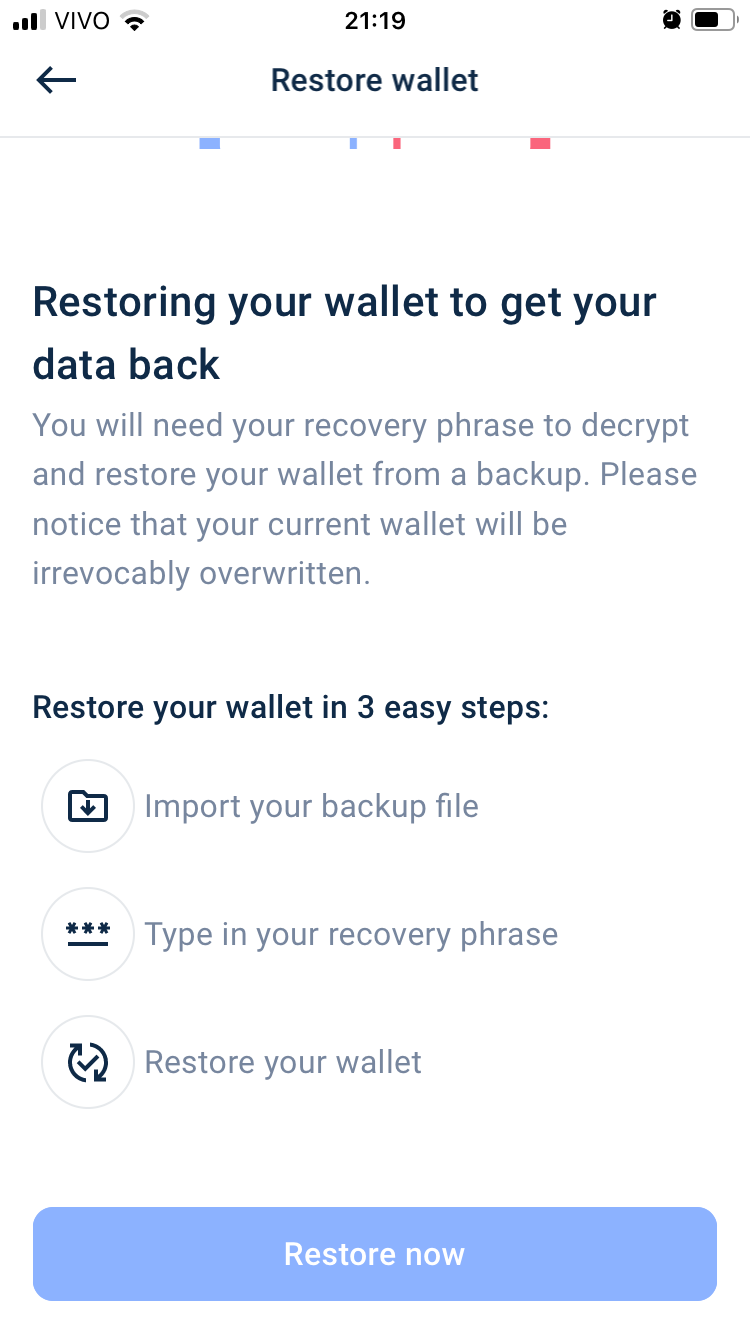 VIVO 21:19
Restore wallet
Restoring your wallet to get your
data back
You will need your recovery phrase to decrypt
and restore your wallet from a backup. Please
notice that your current wallet will be
irrevocably overwritten.
Restore your wallet in 3 easy steps:
Import your backup file
Type in your recovery phrase
Restore your wallet
Restore now